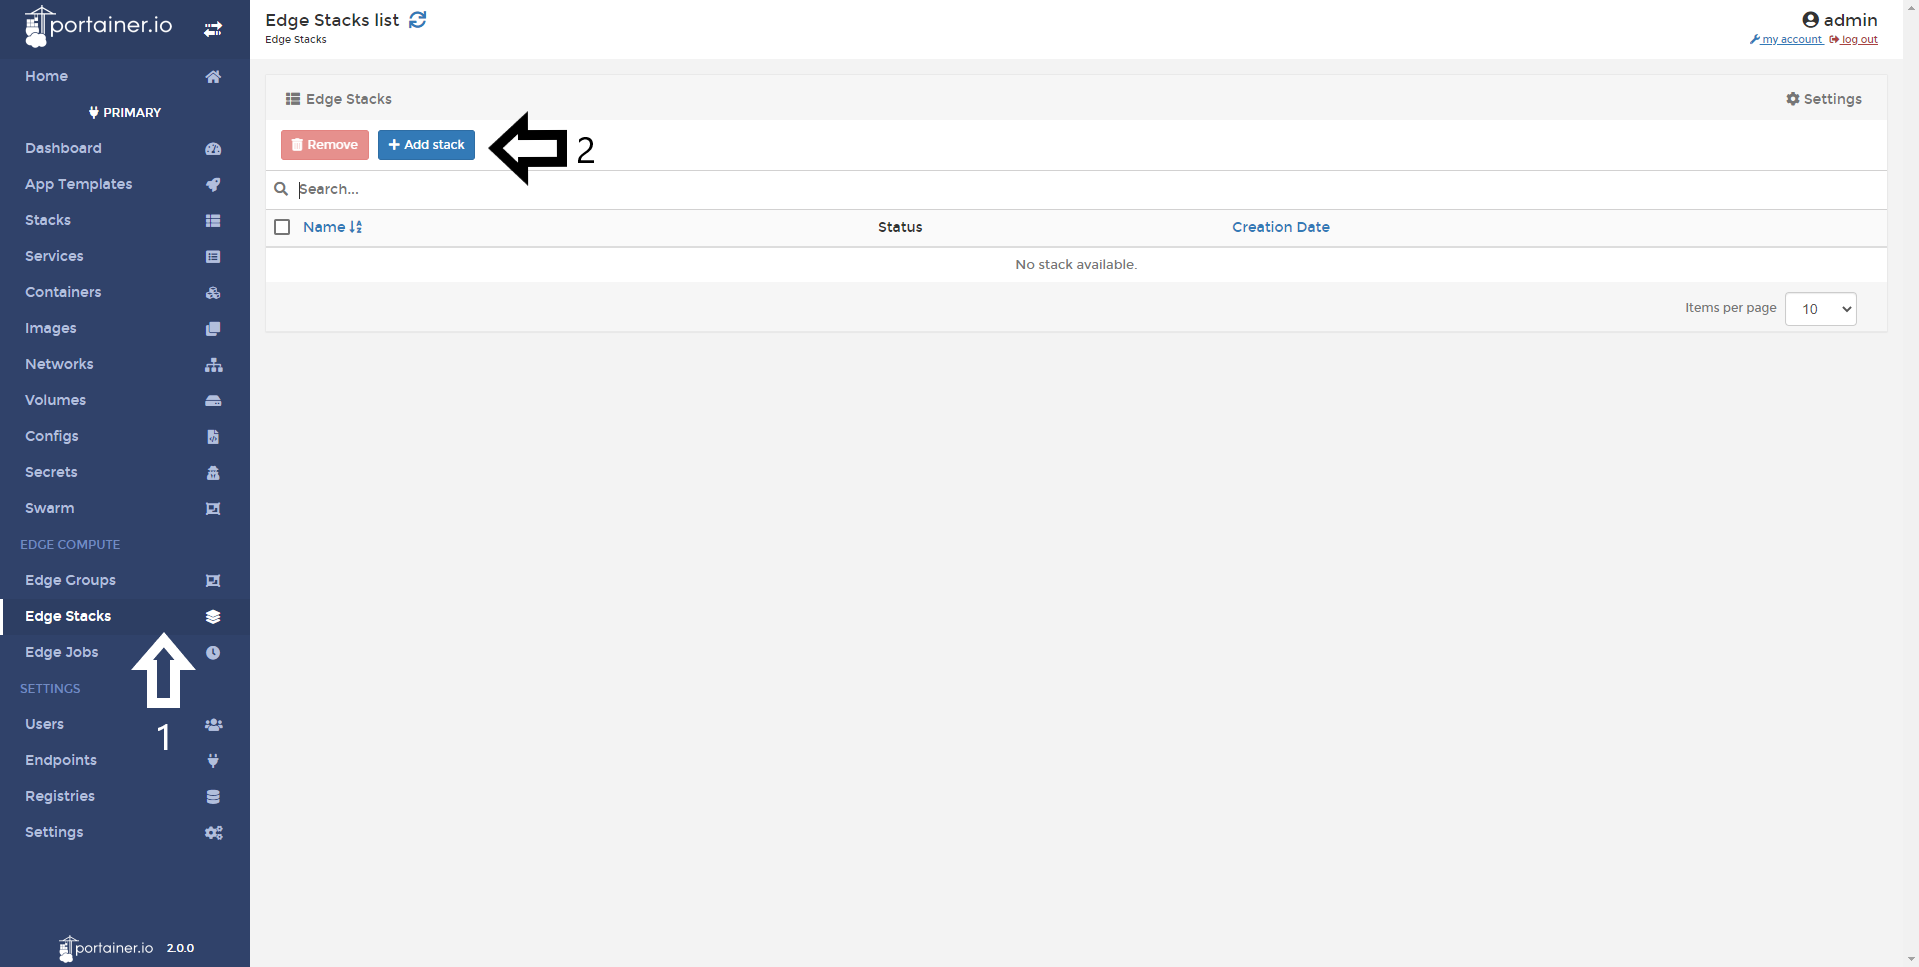 portainer.io
Home
PRIMARY
Dashboard
App Templates
Stacks
Services
Containers
Images
Networks
Volumes
Configs
Secrets
Swarm
EDGE COMPUTE
Edge Groups
Edge Stacks
Edge Jobs
SETTINGS
1
Users
Endpoints
Registries
Settings
portainer.io 2.0.0
Edge Stacks list
Edge Stacks
admin
my account log out
Edge Stacks Settings
Remove + Add stack 2
Search...
Name Status Creation Date
No stack available.
Items per page 10